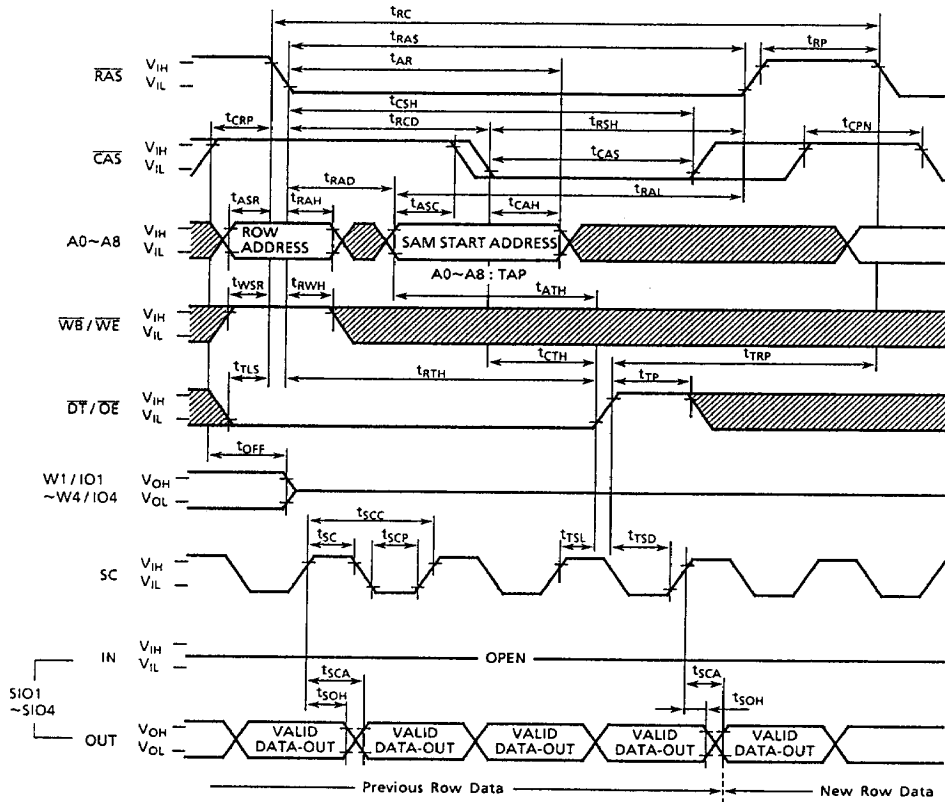 tRC
tRAS
tRP
tAR
RAS
VIH
VIL
tCSH
tCRP
tRCD
tRSH
tCPN
CAS
VIH
VIL
tCAS
tRAD
tRAL
tASR
tRAH
tASC
tCAH
A0~A8
VIH
VIL
ROW
ADDRESS
SAM START ADDRESS
A0~A8 : TAP
tWSR
tRWH
tATH
WB / WE
VIH
VIL
tCTH
tTRP
tTLS
tRTH
tTP
DT / OE
VIH
VIL
tOFF
W1 / IO1
~W4 / IO4
VOH
VOL
tSCC
tSC
tSCP
tTSL
tTSD
SC
VIH
VIL
IN
VIH
VIL
OPEN
SIO1
~SIO4
tSCA
tSCA
tSOH
tSOH
OUT
VOH
VOL
VALID
DATA-OUT
VALID
DATA-OUT
VALID
DATA-OUT
VALID
DATA-OUT
VALID
DATA-OUT
Previous Row Data
New Row Data